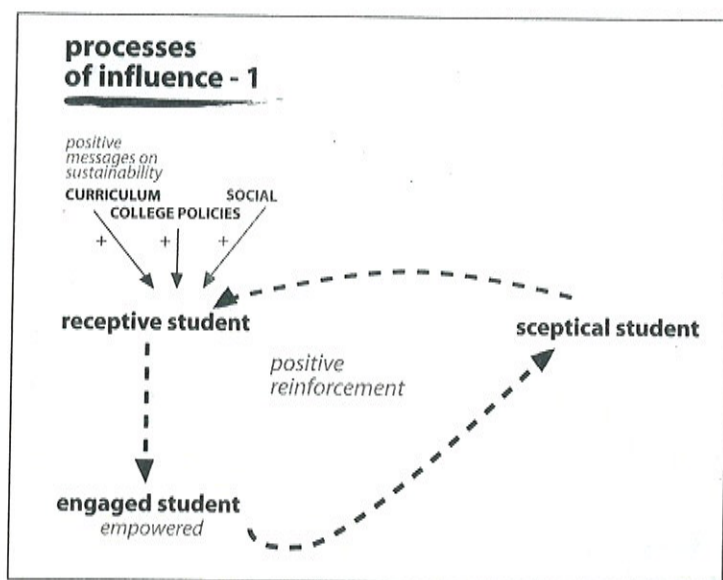 processes
of influence - 1
positive
messages on
sustainability
CURRICULUM SOCIAL
COLLEGE POLICIES
+ + +
receptive student
sceptical student
positive
reinforcement
engaged student
empowered